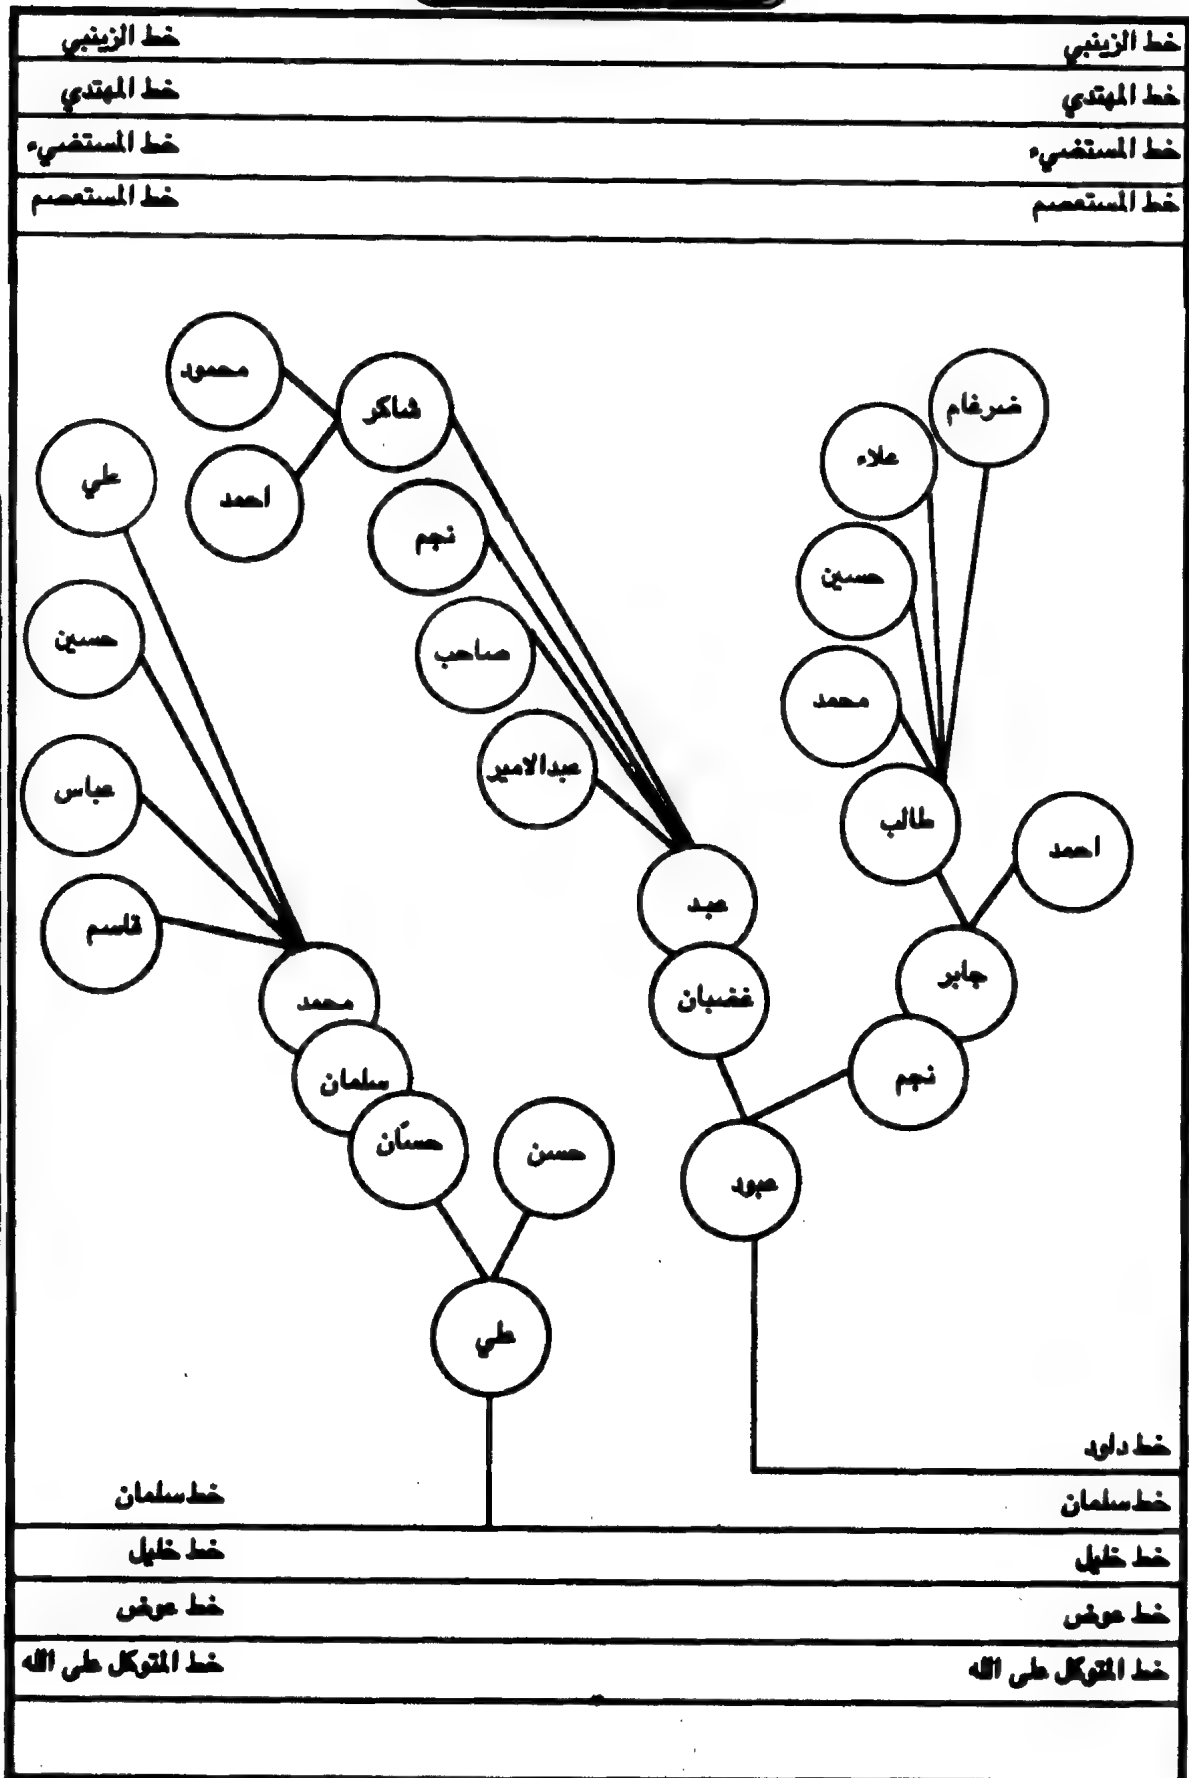 خط الزينبي خط الزينبي
خط المهتدي خط المهتدي
خط المستضيء خط المستضيء
خط المستعصم خط المستعصم
ضرغام
علاء
حسين
محمد
طالب
احمد
جابر
نجم
محمود
شاكر
احمد
نجم
صاحب
عبدالامير
عبد
غضبان
عبود
علي
حسين
عباس
قاسم
محمد
سلمان
حسّان
حسن
علي
خط داود
خط سلمان خط سلمان
خط خليل خط خليل
خط عوض خط عوض
خط المتوكل على الله خط المتوكل على الله